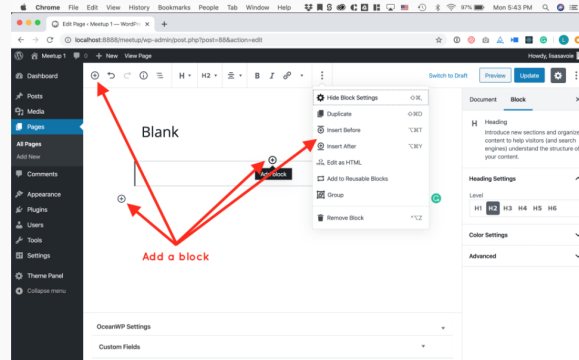 Chrome File Edit View History Bookmarks People Tab Window Help 97% Mon 5:43 PM
Edit Page ‹ Meetup 1 — WordPr
localhost:8888/meetup/wp-admin/post.php?post=88&action=edit
Meetup 1 0 + New View Page Howdy, lisasavoie
Dashboard
Posts
Media
Pages
All Pages
Add New
Comments
Appearance
Plugins
Users
Tools
Settings
Theme Panel
Collapse menu
H H2 B I Switch to Draft Preview Update
Blank
Add block
Add a block
Hide Block Settings
Duplicate ⇧⌘D
Insert Before ⌥⌘T
Insert After ⌥⌘Y
Edit as HTML
Add to Reusable Blocks
Group
Remove Block ^⌥Z
Document Block
Heading
Introduce new sections and organize
content to help visitors (and search
engines) understand the structure of
your content.
Heading Settings
Level
H1 H2 H3 H4 H5 H6
Color Settings
Advanced
OceanWP Settings
Custom Fields